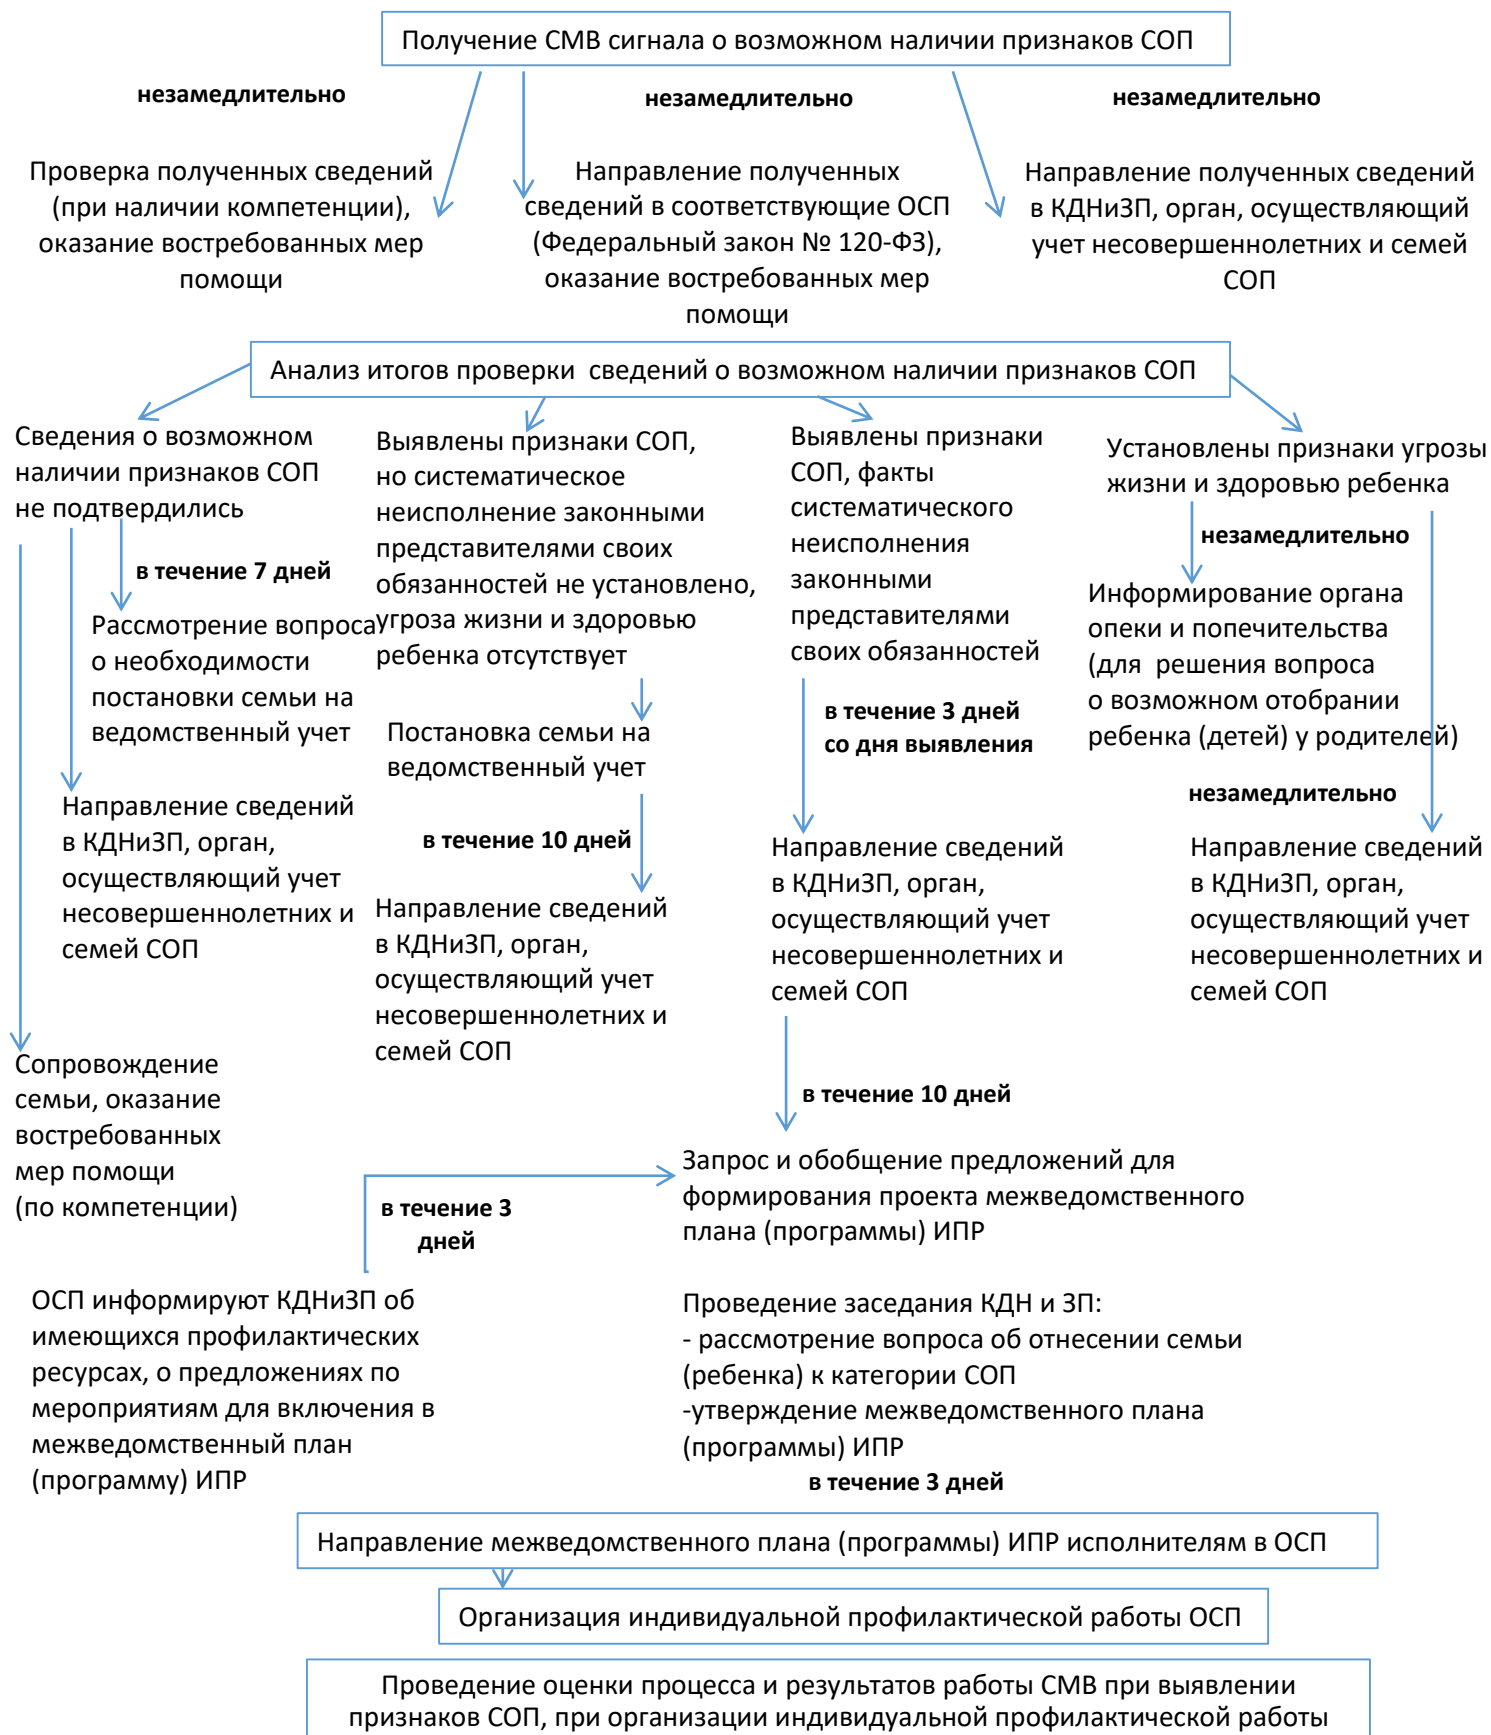 Получение СМВ сигнала о возможном наличии признаков СОП
незамедлительно
незамедлительно
незамедлительно
Проверка полученных сведений
(при наличии компетенции),
оказание востребованных мер
помощи
Направление полученных
сведений в соответствующие ОСП
(Федеральный закон № 120-ФЗ),
оказание востребованных мер
помощи
Направление полученных сведений
в КДНиЗП, орган, осуществляющий
учет несовершеннолетних и семей
СОП
Анализ итогов проверки  сведений о возможном наличии признаков СОП
Сведения о возможном
наличии признаков СОП
не подтвердились
в течение 7 дней
Рассмотрение вопроса
о необходимости
постановки семьи на
ведомственный учет
Направление сведений
в КДНиЗП, орган,
осуществляющий учет
несовершеннолетних и
семей СОП
Сопровождение
семьи, оказание
востребованных
мер помощи
(по компетенции)
Выявлены признаки СОП,
но систематическое
неисполнение законными
представителями своих
обязанностей не установлено,
угроза жизни и здоровью
ребенка отсутствует
Постановка семьи на
ведомственный учет
в течение 10 дней
Направление сведений
в КДНиЗП, орган,
осуществляющий учет
несовершеннолетних и
семей СОП
Выявлены признаки
СОП, факты
систематического
неисполнения
законными
представителями
своих обязанностей
в течение 3 дней
со дня выявления
Направление сведений
в КДНиЗП, орган,
осуществляющий учет
несовершеннолетних и
семей СОП
Установлены признаки угрозы
жизни и здоровью ребенка
незамедлительно
Информирование органа
опеки и попечительства
(для  решения вопроса
о возможном отобрании
ребенка (детей) у родителей)
незамедлительно
Направление сведений
в КДНиЗП, орган,
осуществляющий учет
несовершеннолетних и
семей СОП
в течение 10 дней
Запрос и обобщение предложений для
формирования проекта межведомственного
плана (программы) ИПР
в течение 3
дней
ОСП информируют КДНиЗП об
имеющихся профилактических
ресурсах, о предложениях по
мероприятиям для включения в
межведомственный план
(программу) ИПР
Проведение заседания КДН и ЗП:
- рассмотрение вопроса об отнесении семьи
(ребенка) к категории СОП
-утверждение межведомственного плана
(программы) ИПР
в течение 3 дней
Направление межведомственного плана (программы) ИПР исполнителям в ОСП
Организация индивидуальной профилактической работы ОСП
Проведение оценки процесса и результатов работы СМВ при выявлении
признаков СОП, при организации индивидуальной профилактической работы